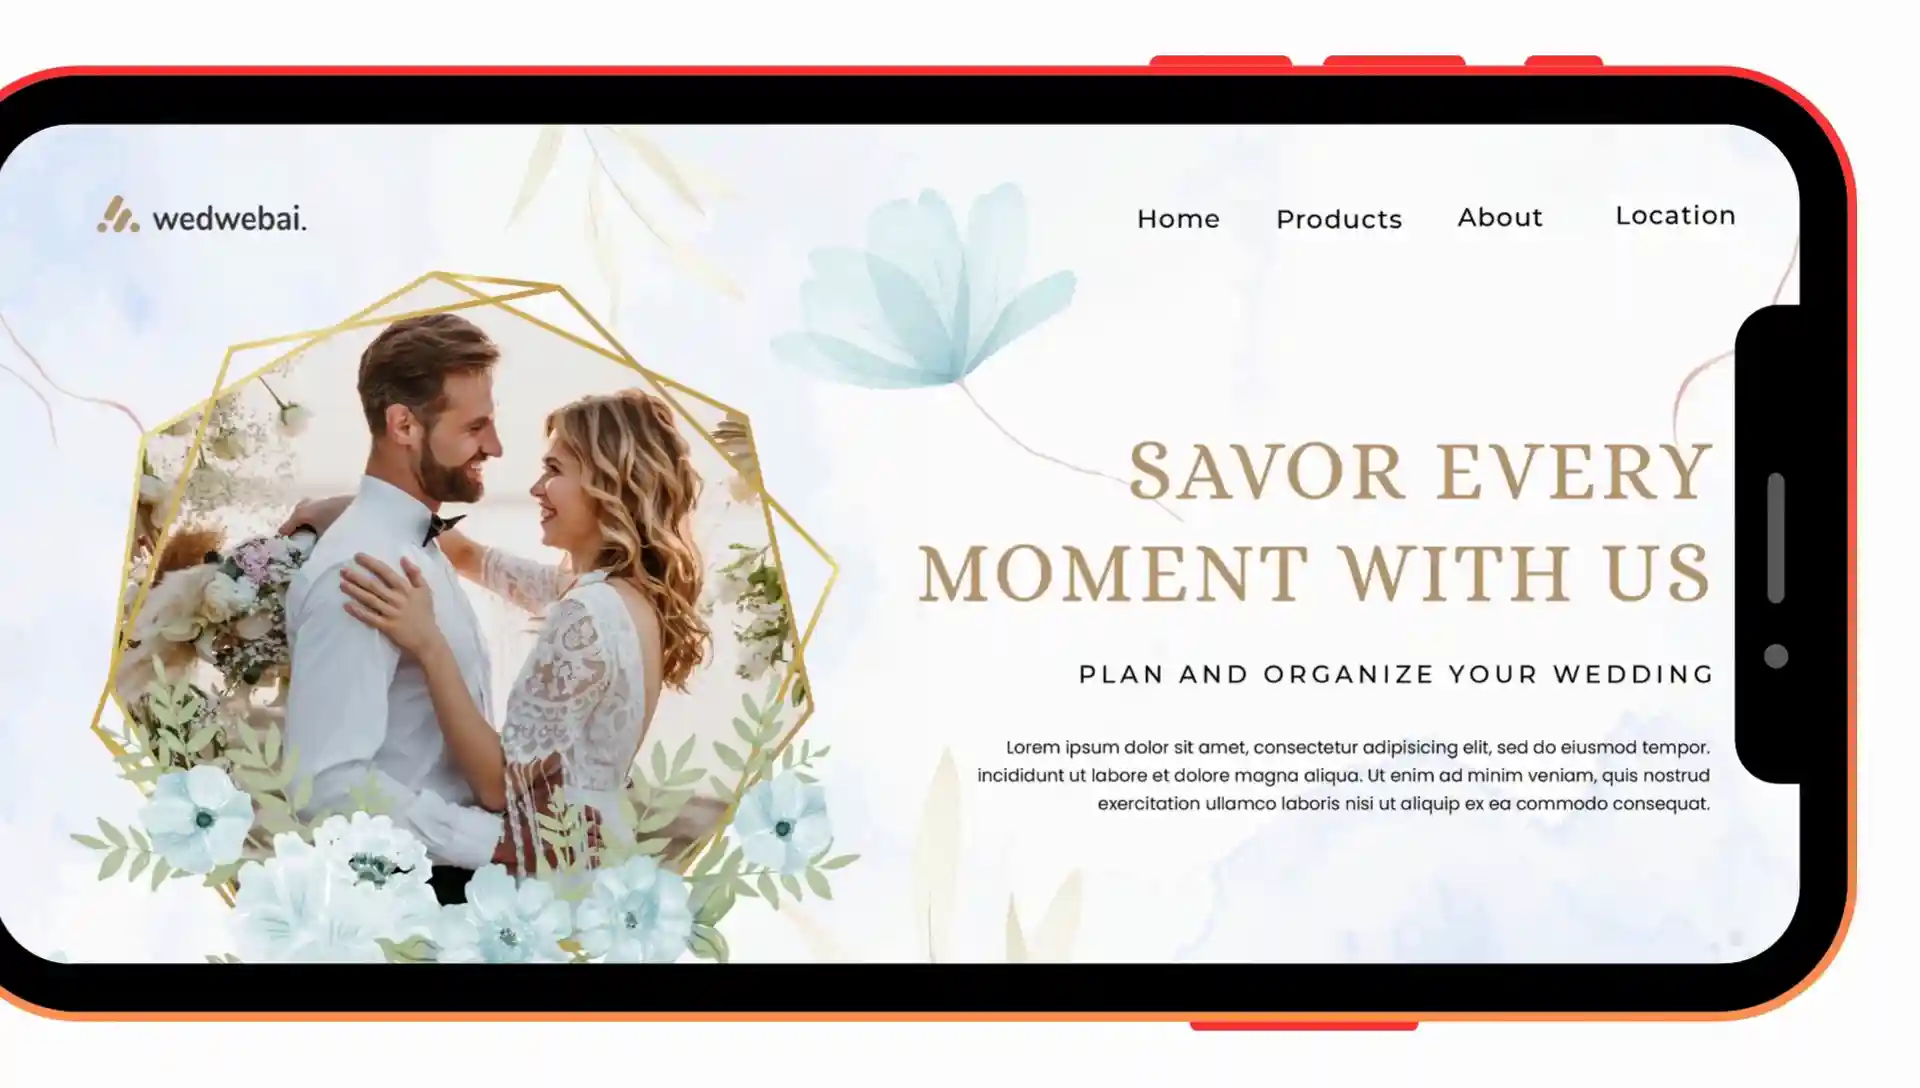 wedwebai.
Home Products About Location
SAVOR EVERY
MOMENT WITH US
PLAN AND ORGANIZE YOUR WEDDING
Lorem ipsum dolor sit amet, consectetur adipisicing elit, sed do eiusmod tempor.
incididunt ut labore et dolore magna aliqua. Ut enim ad minim veniam, quis nostrud
exercitation ullamco laboris nisi ut aliquip ex ea commodo consequat.